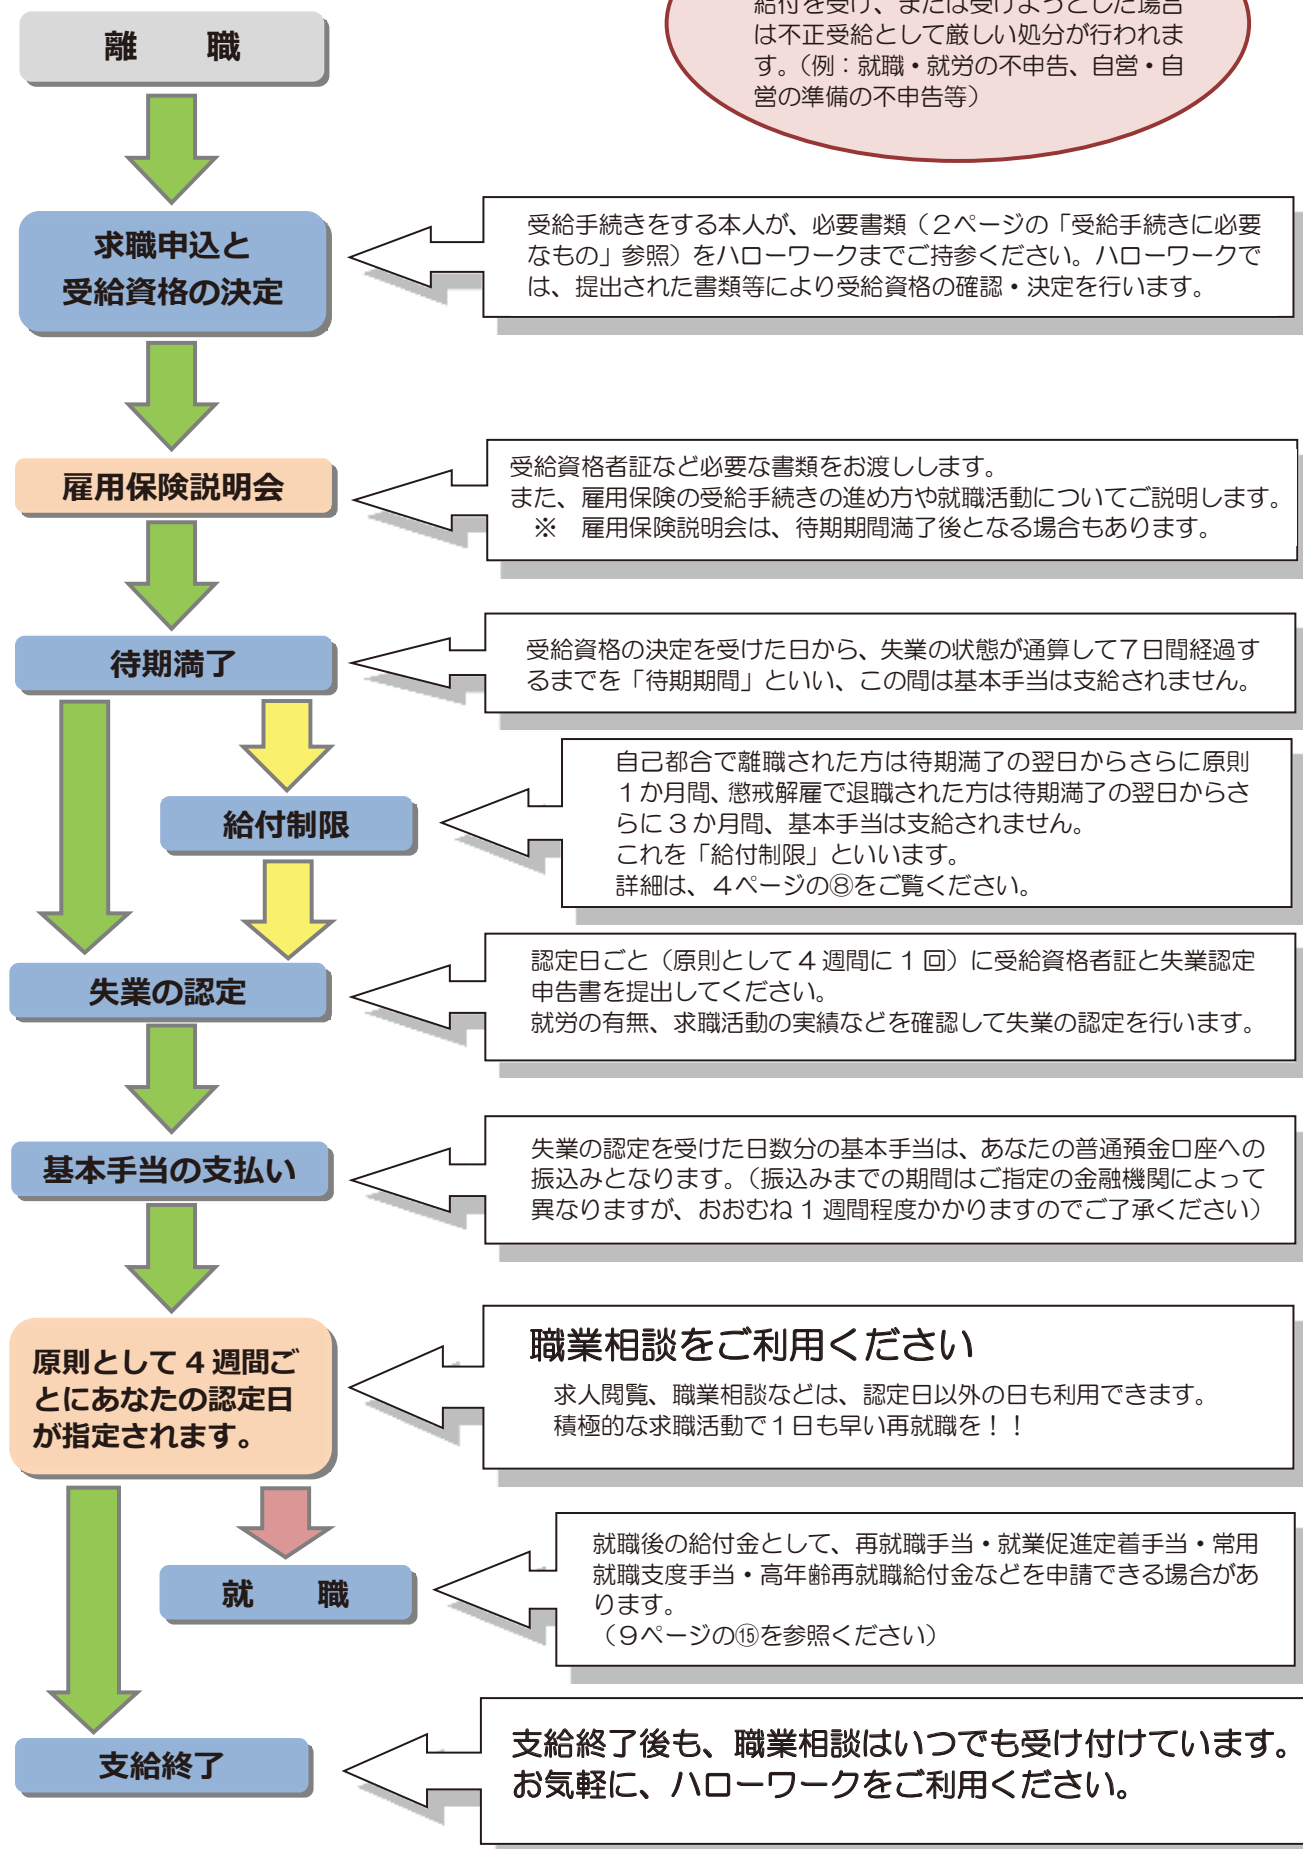 離　職
給付を受け、または受けようとした場合
は不正受給として厳しい処分が行われま
す。（例：就職・就労の不申告、自営・自
営の準備の不申告等）
求職申込と
受給資格の決定
受給手続きをする本人が、必要書類（２ページの「受給手続きに必要
なもの」参照）をハローワークまでご持参ください。ハローワークで
は、提出された書類等により受給資格の確認・決定を行います。
雇用保険説明会
受給資格者証など必要な書類をお渡しします。
また、雇用保険の受給手続きの進め方や就職活動についてご説明します。
※　雇用保険説明会は、待期期間満了後となる場合もあります。
待期満了
受給資格の決定を受けた日から、失業の状態が通算して７日間経過す
るまでを「待期期間」といい、この間は基本手当は支給されません。
給付制限
自己都合で離職された方は待期満了の翌日からさらに原則
１か月間、懲戒解雇で退職された方は待期満了の翌日からさ
らに３か月間、基本手当は支給されません。
これを「給付制限」といいます。
詳細は、４ページの⑧をご覧ください。
失業の認定
認定日ごと（原則として４週間に１回）に受給資格者証と失業認定
申告書を提出してください。
就労の有無、求職活動の実績などを確認して失業の認定を行います。
基本手当の支払い
失業の認定を受けた日数分の基本手当は、あなたの普通預金口座への
振込みとなります。（振込みまでの期間はご指定の金融機関によって
異なりますが、おおむね１週間程度かかりますのでご了承ください）
原則として４週間ご
とにあなたの認定日
が指定されます。
職業相談をご利用ください
求人閲覧、職業相談などは、認定日以外の日も利用できます。
積極的な求職活動で１日も早い再就職を！！
就　職
就職後の給付金として、再就職手当・就業促進定着手当・常用
就職支度手当・高年齢再就職給付金などを申請できる場合があ
ります。
（９ページの⑮を参照ください）
支給終了
支給終了後も、職業相談はいつでも受け付けています。
お気軽に、ハローワークをご利用ください。